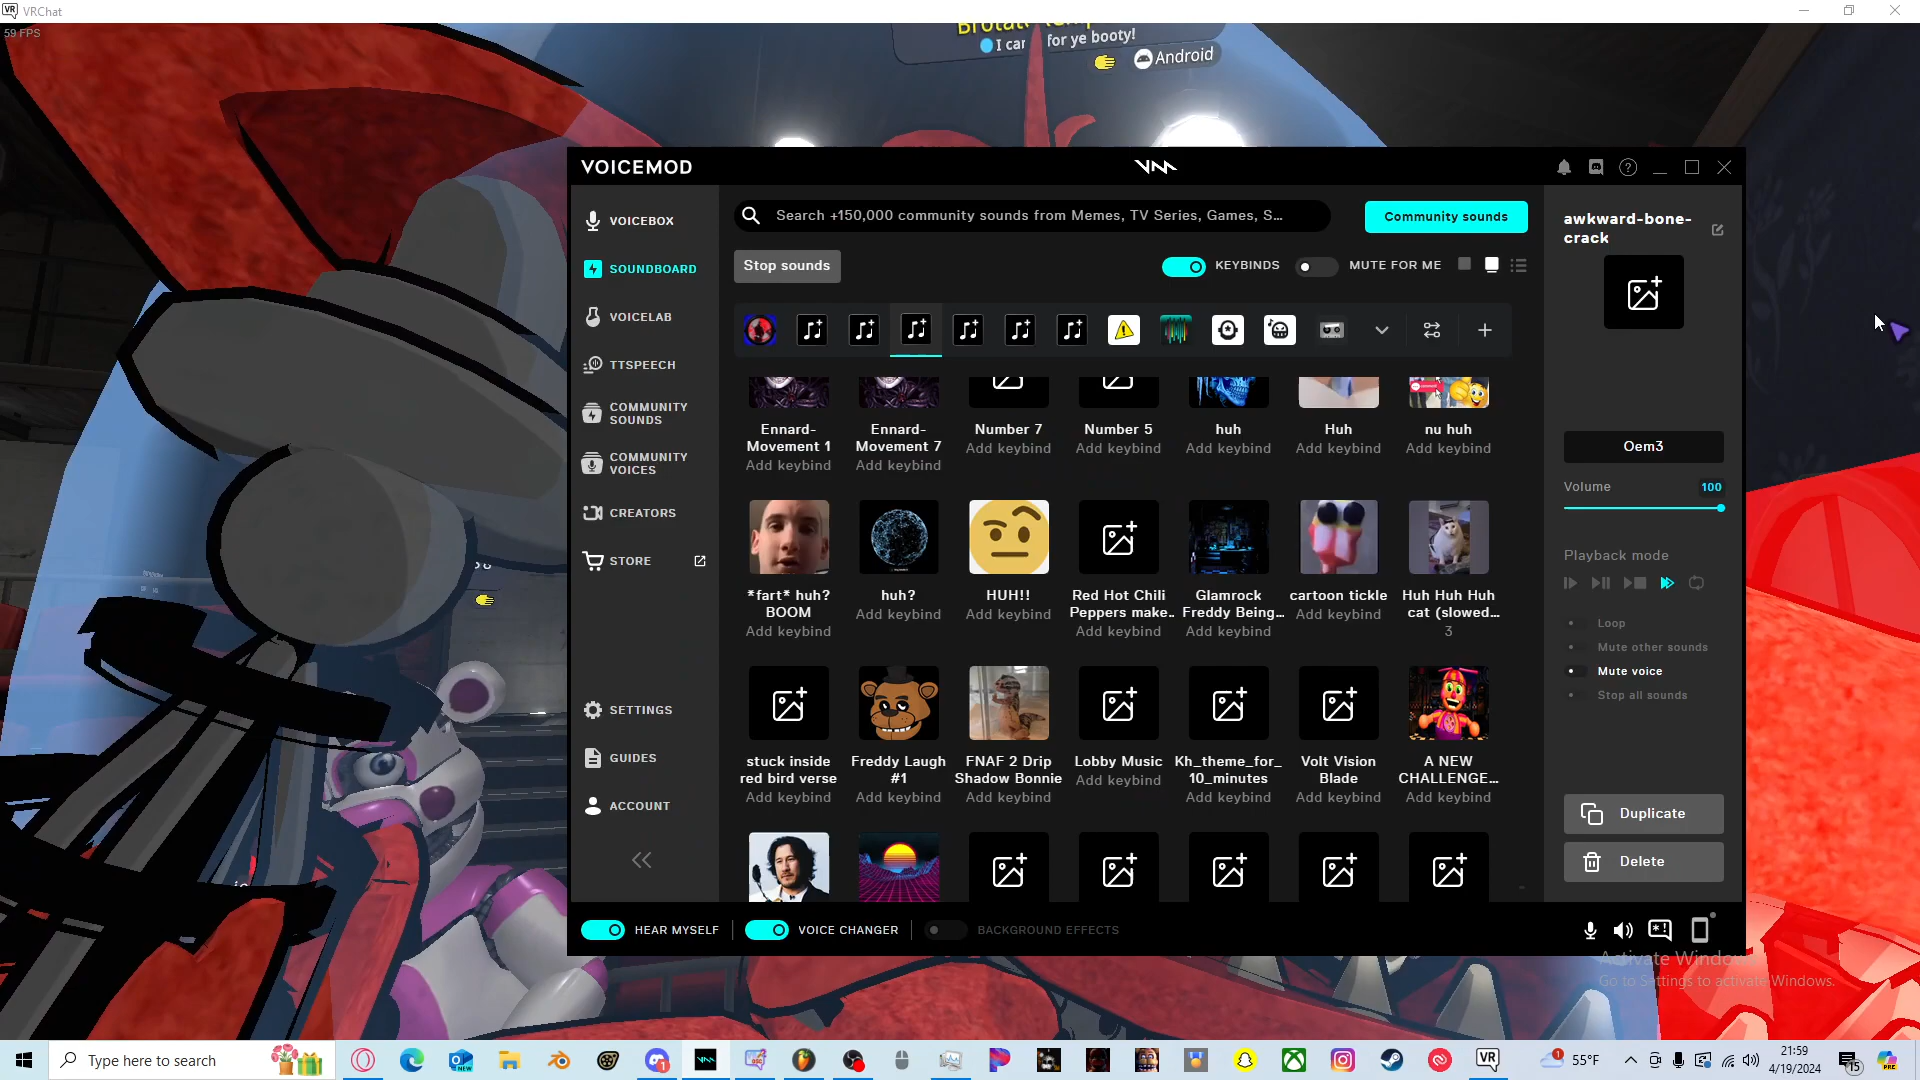 VRChat
59 FPS
I can
for ye booty!
Android
VOICEMOD
VOICEBOX
SOUNDBOARD
VOICELAB
TTSPEECH
COMMUNITY
SOUNDS
COMMUNITY
VOICES
CREATORS
STORE
SETTINGS
GUIDES
ACCOUNT
Search +150,000 community sounds from Memes, TV Series, Games, S...
Community sounds
Stop sounds
KEYBINDS
MUTE FOR ME
Ennard-
Movement 1
Add keybind
Ennard-
Movement 7
Add keybind
Number 7
Add keybind
Number 5
Add keybind
huh
Add keybind
Huh
Add keybind
nu huh
Add keybind
*fart* huh?
BOOM
Add keybind
huh?
Add keybind
HUH!!
Add keybind
Red Hot Chili
Peppers make..
Add keybind
Glamrock
Freddy Being...
Add keybind
cartoon tickle
Add keybind
Huh Huh Huh
cat (slowed...
3
stuck inside
red bird verse
Add keybind
Freddy Laugh
#1
Add keybind
FNAF 2 Drip
Shadow Bonnie
Add keybind
Lobby Music
Add keybind
Kh_theme_for_
10_minutes
Add keybind
Volt Vision
Blade
Add keybind
A NEW
CHALLENGE...
Add keybind
awkward-bone-
crack
Oem3
Volume 100
Playback mode
Loop
Mute other sounds
Mute voice
Stop all sounds
Duplicate
Delete
HEAR MYSELF
VOICE CHANGER
BACKGROUND EFFECTS
Activate Windows
Go to Settings to activate Windows.
Type here to search
55°F
21:59
4/19/2024